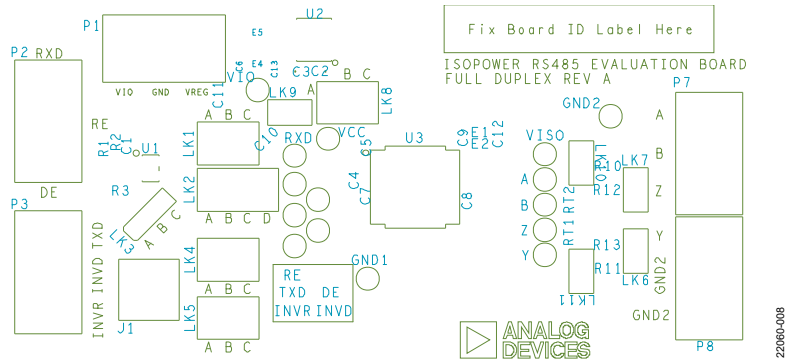 P1
U2
Fix Board ID Label Here
E5
P2 RXD
ISOPOWER RS485 EVALUATION BOARD
FULL DUPLEX REV A
E4
C6
C13
C3 C2
VIO
VIO GND VREG
B C
A
P7
C11
LK9
LK8
GND2
RE
A B C
A
R1
R2
C1
U1
LK1
C10
RXD
VCC
C5
U3
C9
E1
E2
C12
VISO
LK10
R10
LK7
B
DE
R3
LK2
C4
C7
C8
A
R12
Z
B
RT2
RT1
P3
LK3
A B C
A B C D
Z
R13
Y
Y
INVR INVD TXD
LK4
GND1
R11
GND2
A B C
RE
TXD DE
INVR INVD
LK6
J1
LK5
LK11
GND2
A B C
ANALOG
DEVICES
P8
22060-008